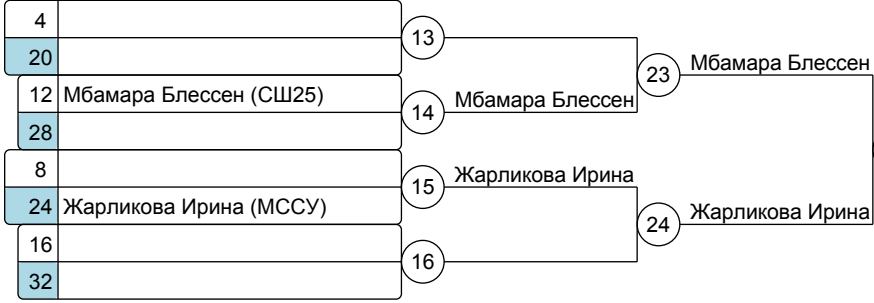 4
20
13
12 Мбамара Блессен (СШ25)
28
14 Мбамара Блессен
23 Мбамара Блессен
8
24 Жарликова Ирина (МССУ)
15 Жарликова Ирина
16
32
16
24 Жарликова Ирина